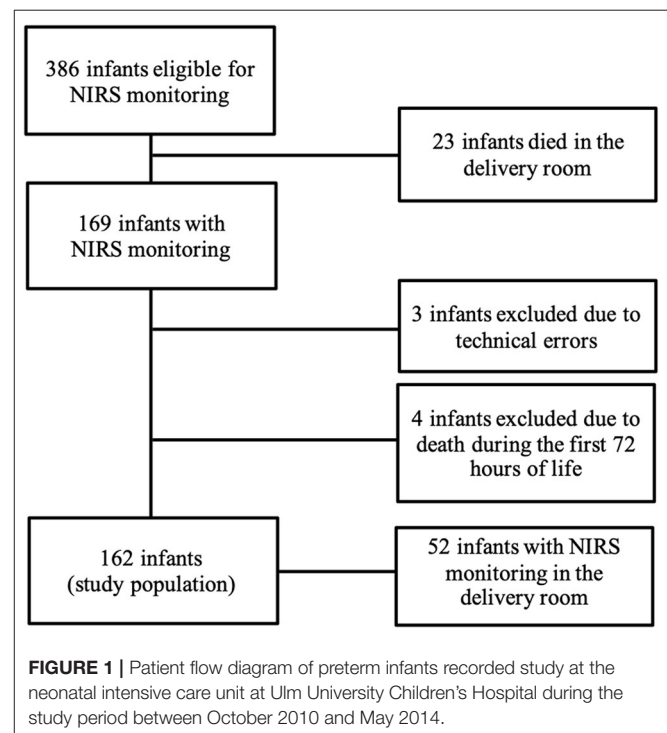 386 infants eligible for
NIRS monitoring
23 infants died in the
delivery room
169 infants with
NIRS monitoring
3 infants excluded due to
technical errors
4 infants excluded due to
death during the first 72
hours of life
162 infants
(study population)
52 infants with NIRS
monitoring in the
delivery room
FIGURE 1 | Patient flow diagram of preterm infants recorded study at the
neonatal intensive care unit at Ulm University Children's Hospital during the
study period between October 2010 and May 2014.